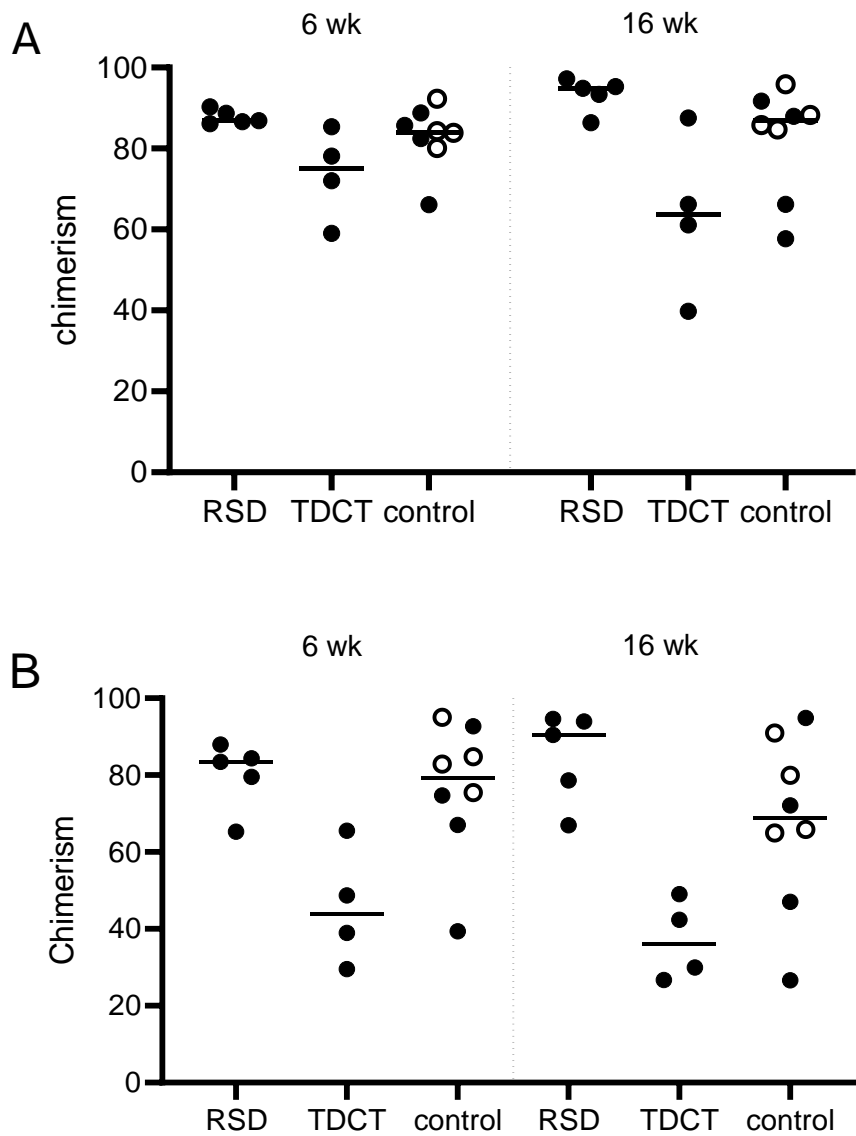 A
6 wk
16 wk
chimerism
100
80
60
40
20
0
RSD TDCT control RSD TDCT control
B
6 wk
16 wk
Chimerism
100
80
60
40
20
0
RSD TDCT control RSD TDCT control